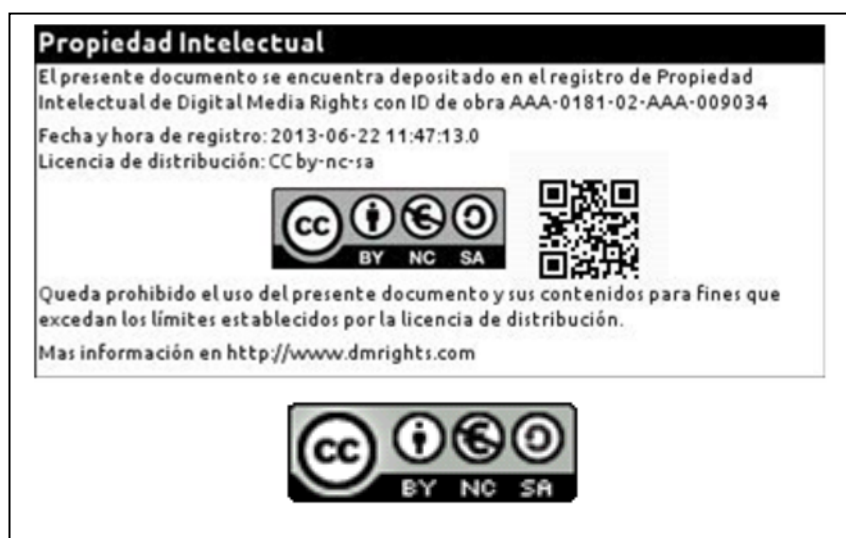 Propiedad Intelectual
El presente documento se encuentra depositado en el registro de Propiedad
Intelectual de Digital Media Rights con ID de obra AAA-0181-02-AAA-009034
Fecha y hora de registro: 2013-06-22 11:47:13.0
Licencia de distribución: CC by-nc-sa
CC BY NC SA
Queda prohibido el uso del presente documento y sus contenidos para fines que
excedan los límites establecidos por la licencia de distribución.
Mas información en http://www.dmrights.com
CC BY NC SA